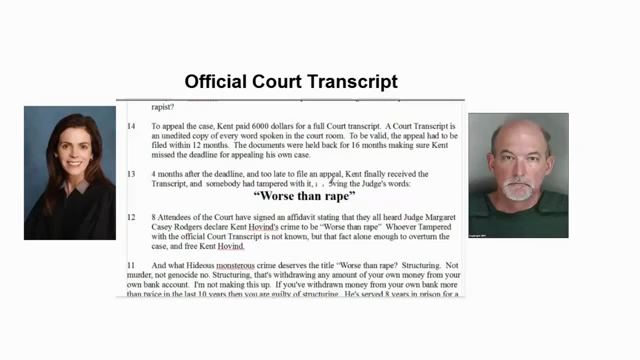 Official Court Transcript
rapist?
14 To appeal the case, Kent paid 6000 dollars for a full Court transcript. A Court Transcript is
an unedited copy of every word spoken in the court room. To be valid, the appeal had to be
filed within 12 months. The documents were held back for 16 months making sure Kent
missed the deadline for appealing his own case.
13 4 months after the deadline, and too late to file an appeal, Kent finally received the
Transcript, and somebody had tampered with it, the Judge's words:
“Worse than rape”
12 8 Attendees of the Court have signed an affidavit stating that they all heard Judge Margaret
Casey Rodgers declare Kent Hovind's crime to be “Worse than rape” Whoever Tampered
with the official Court Transcript is not known, but that fact alone enough to overturn the
case, and free Kent Hovind.
11 And what Hideous monsterous crime deserves the title “Worse than rape? Structuring. Not
murder, not genocide no, Structuring, that's withdrawing any amount of your own money from your
own bank account. I'm not making this up. If you've withdrawn money from your own bank more
than twice in the last 10 years then you are guilty of structuring. He's served 8 years in prison for a